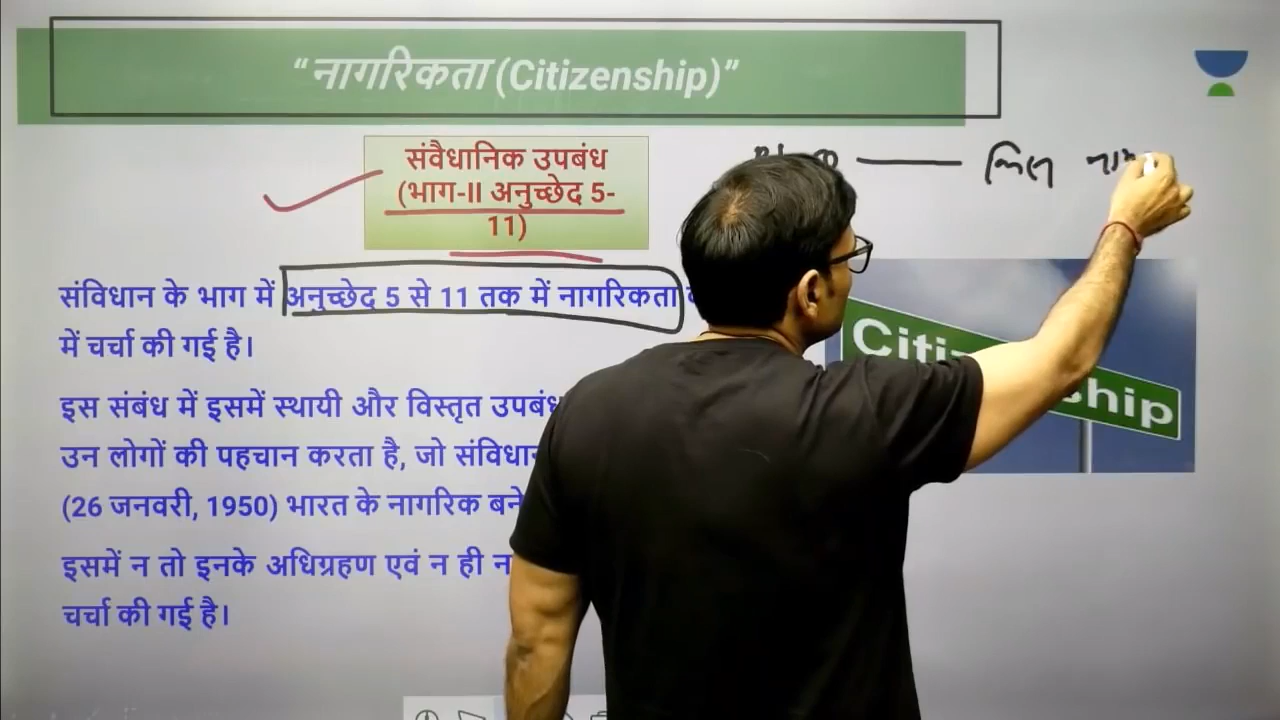 “नागरिकता (Citizenship)”
संवैधानिक उपबंध
(भाग-II अनुच्छेद 5-
11)
किस
संविधान के भाग में अनुच्छेद 5 से 11 तक में नागरिकता
में चर्चा की गई है।
इस संबंध में इसमें स्थायी और विस्तृत
उन लोगों की पहचान करता है, जो
(26 जनवरी, 1950) भारत के नागरिक बने
इसमें न तो इनके अधिग्रहण एवं न ही
चर्चा की गई है।
Citi
ship